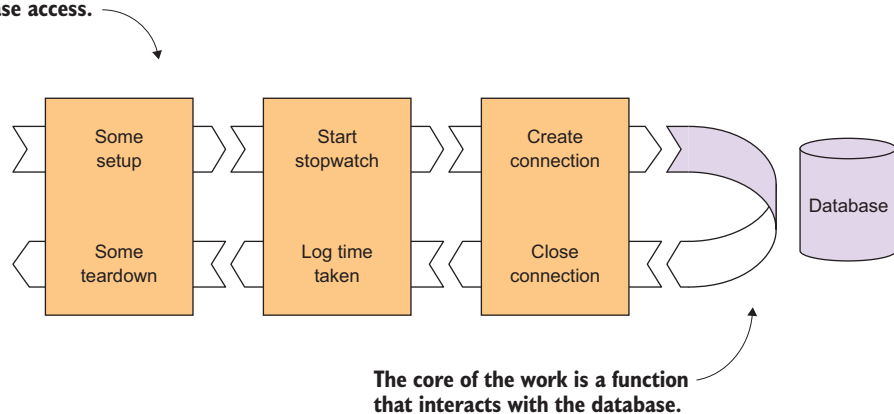 access.
Some
setup
Start
stopwatch
Create
connection
Database
Some
teardown
Log time
taken
Close
connection
The core of the work is a function
that interacts with the database.